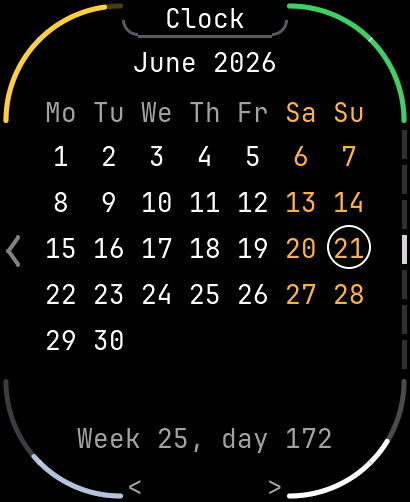 Clock
June 2026
Mo Tu We Th Fr Sa Su
1 2 3 4 5 6 7
8 9 10 11 12 13 14
15 16 17 18 19 20 21
22 23 24 25 26 27 28
29 30
Week 25, day 172
< >